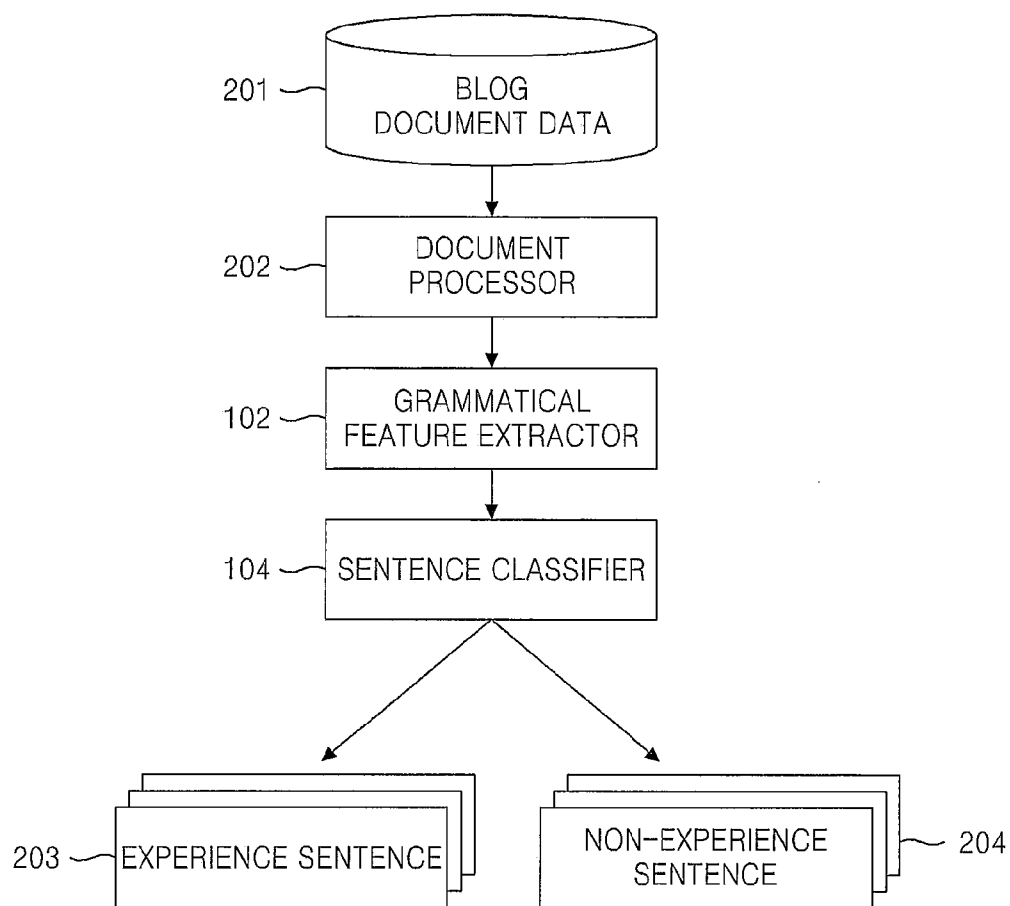 201
BLOG
DOCUMENT DATA
202
DOCUMENT
PROCESSOR
102
GRAMMATICAL
FEATURE EXTRACTOR
104
SENTENCE CLASSIFIER
203
EXPERIENCE SENTENCE
NON-EXPERIENCE
SENTENCE
204